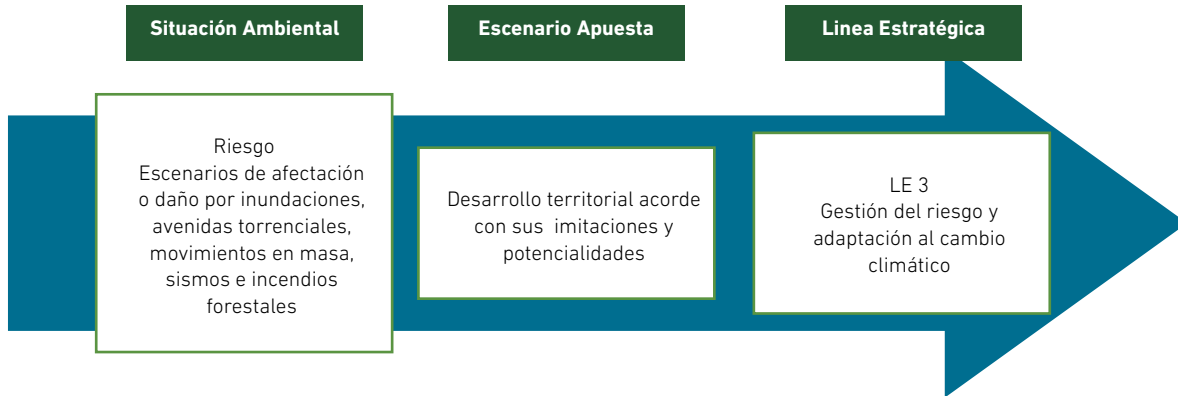 Situación Ambiental
Escenario Apuesta
Linea Estratégica
Riesgo
Escenarios de afectación
o daño por inundaciones,
avenidas torrenciales,
movimientos en masa,
sismos e incendios
forestales
Desarrollo territorial acorde
con sus imitaciones y
potencialidades
LE 3
Gestión del riesgo y
adaptación al cambio
climático